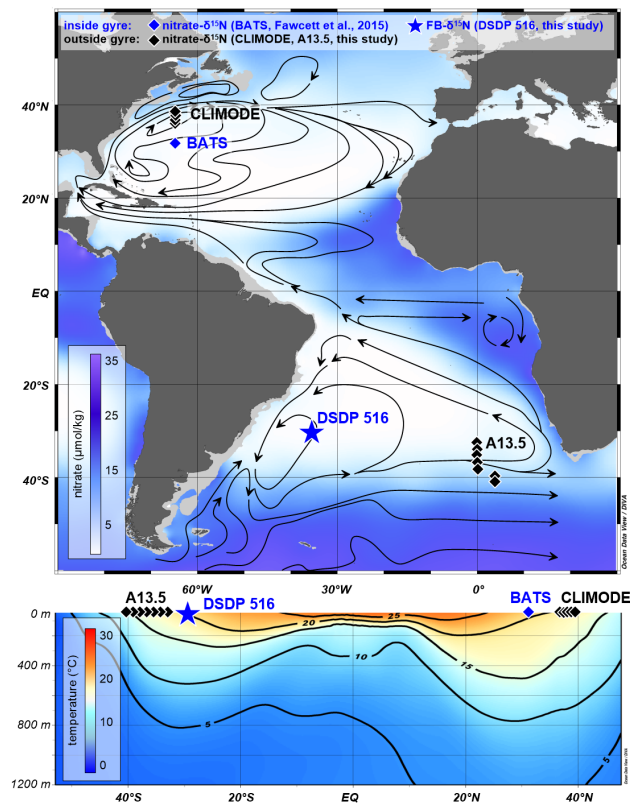 inside gyre: nitrate-δ¹⁵N (BATS, Fawcett et al., 2015) FB-δ¹⁵N (DSDP 516, this study)
outside gyre: nitrate-δ¹⁵N (CLIMODE, A13.5, this study)
40°N
CLIMODE
BATS
20°N
EQ
20°S
40°S
nitrate (µmol/kg)
35
25
15
5
DSDP 516
A13.5
Ocean Data View / DIVA
60°W
30°W
0°
A13.5
DSDP 516
BATS
CLIMODE
0 m
400 m
800 m
1200 m
temperature (°C)
30
20
10
0
25
20
15
10
5
5
Ocean Data View / DIVA
40°S
20°S
EQ
20°N
40°N